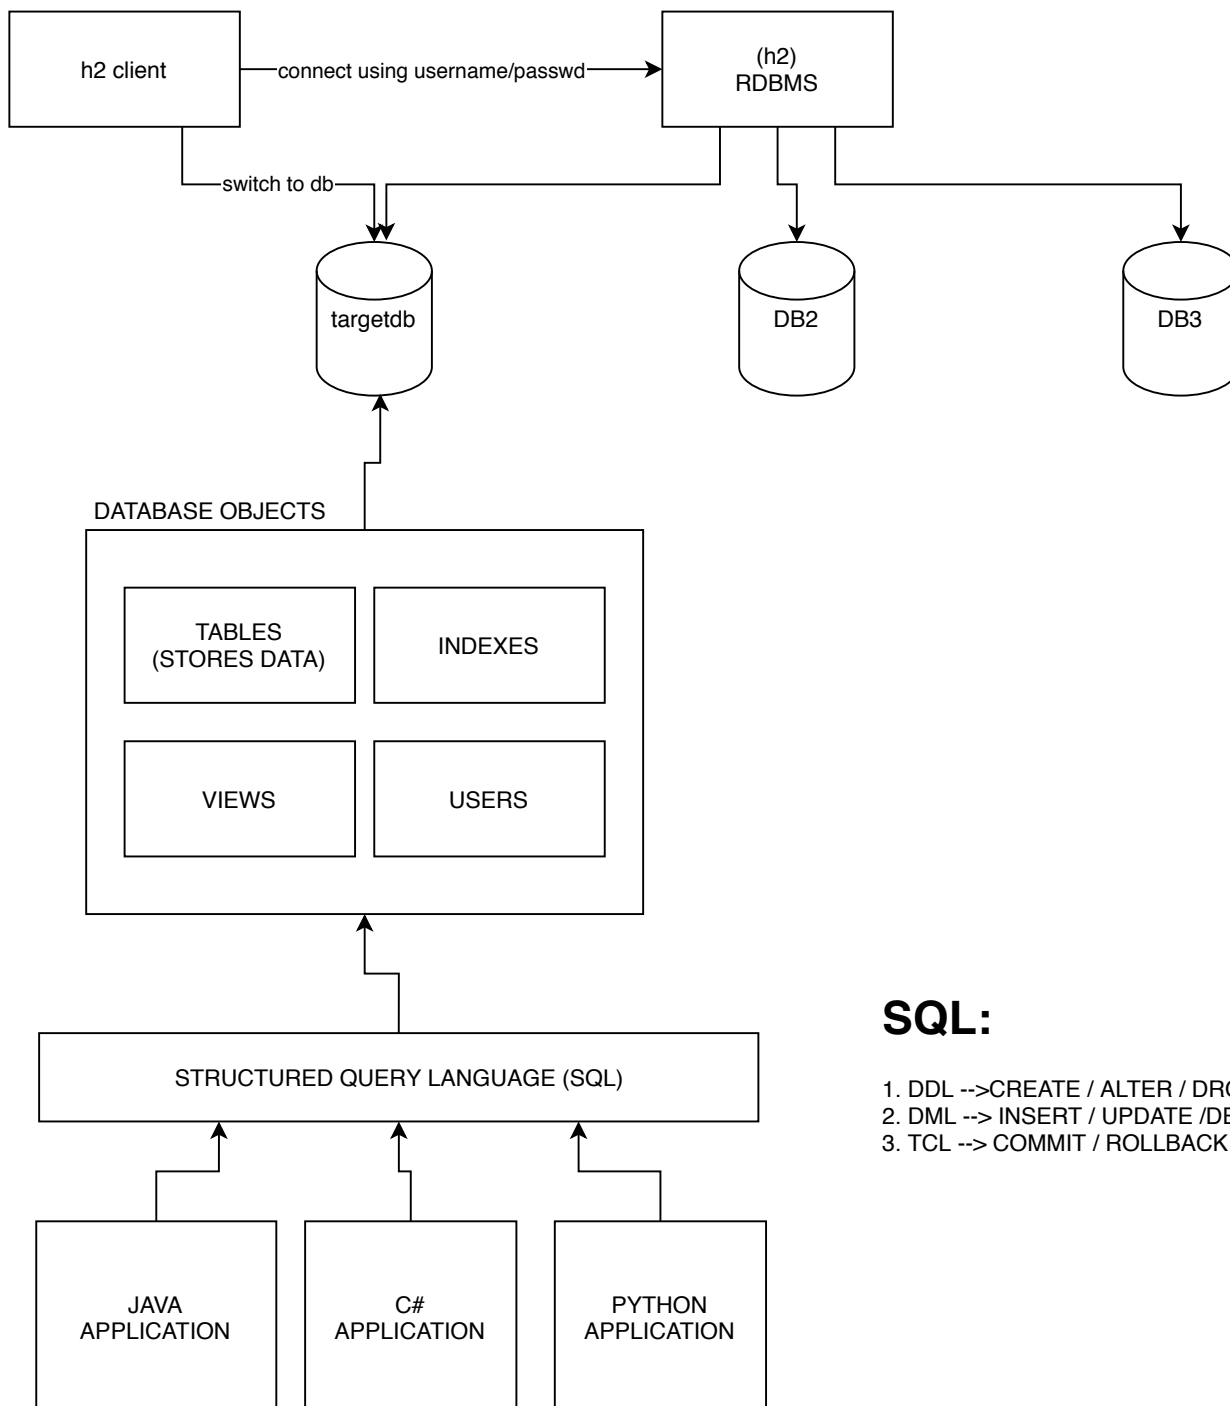 h2 client
connect using username/passwd
(h2)
RDBMS
switch to db
targetdb
DB2
DB3
DATABASE OBJECTS
TABLES
(STORES DATA)
INDEXES
VIEWS
USERS
SQL:
STRUCTURED QUERY LANGUAGE (SQL)
1. DDL -->CREATE / ALTER /
2. DML --> INSERT / UPDATE /
3. TCL --> COMMIT / ROLLBACK
JAVA
APPLICATION
C#
APPLICATION
PYTHON
APPLICATION